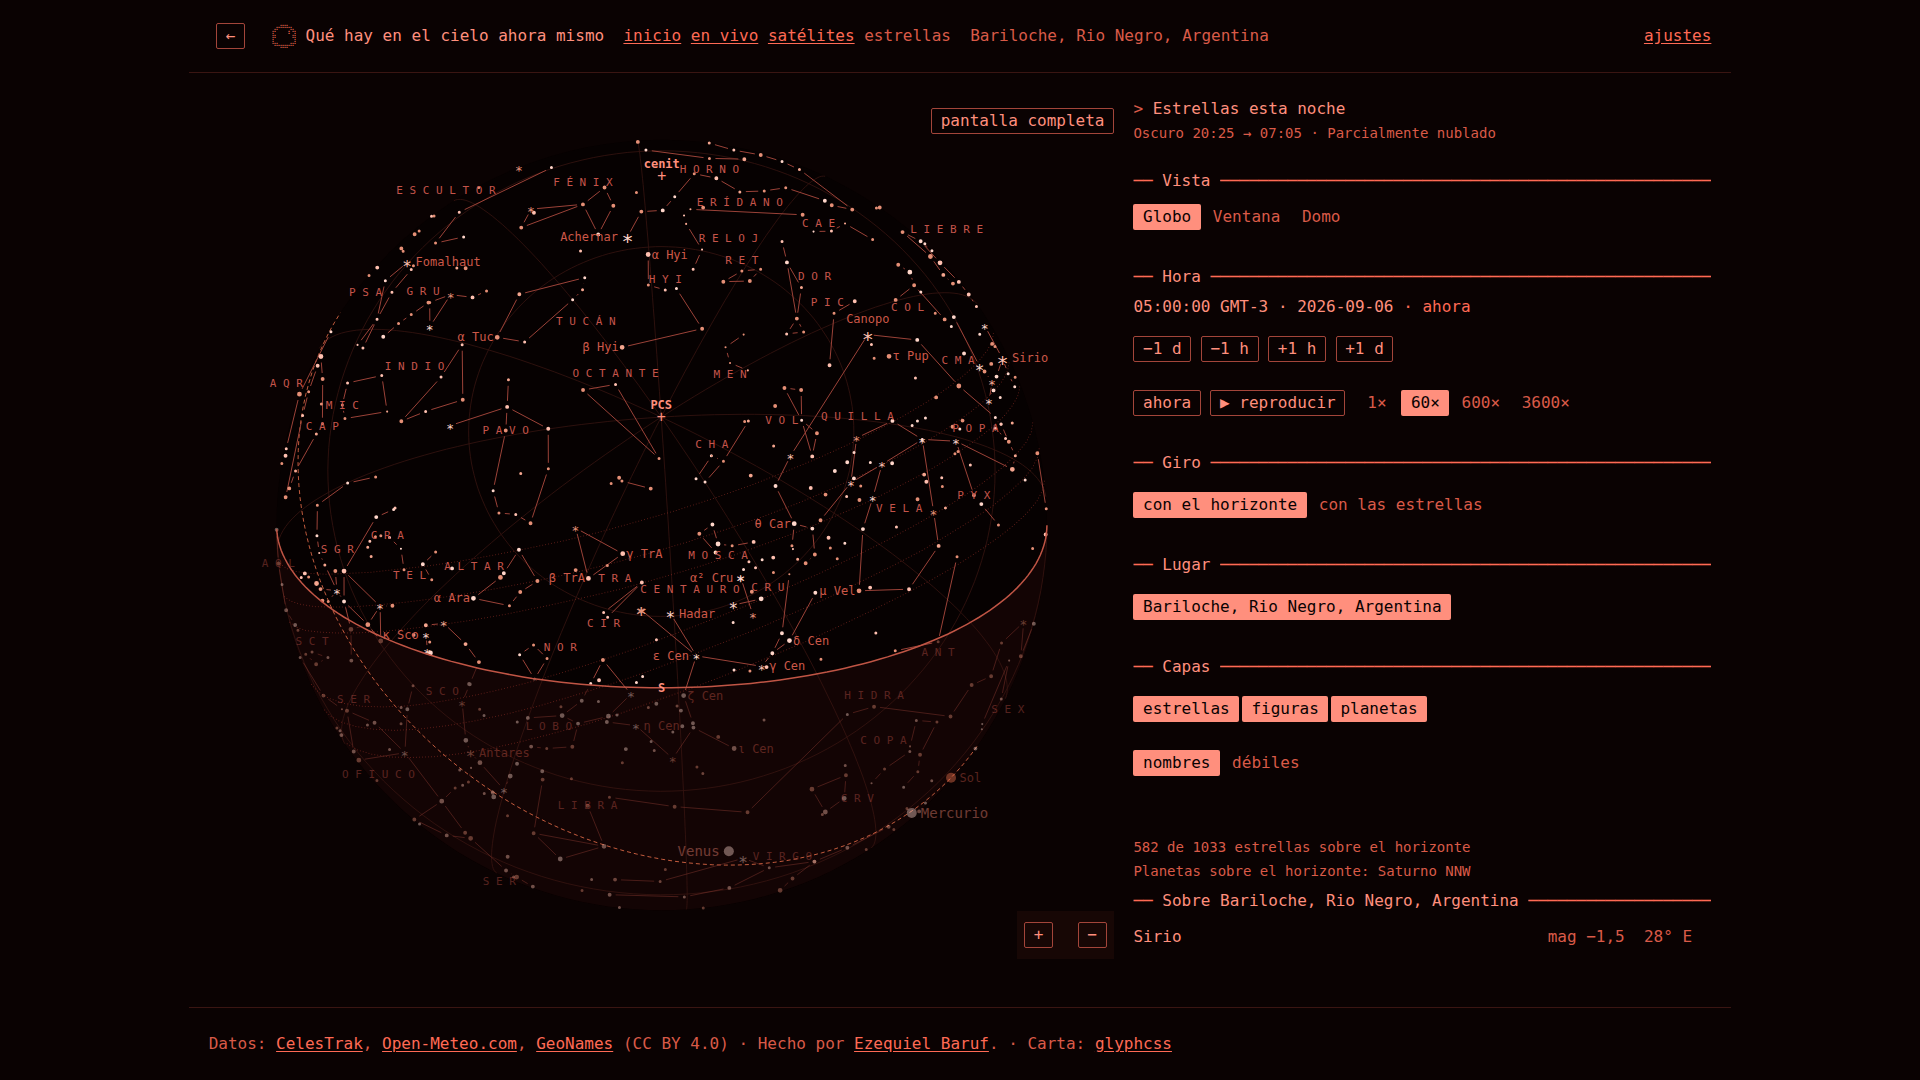 ← Qué hay en el cielo ahora mismo inicio en vivo satélites estrellas Bariloche, Rio Negro, Argentina ajustes
pantalla completa
cenit
HORNO
FÉNIX
ESCULTOR
ERÍDANO
CAE
LIEBRE
Achernar
RELOJ
α Hyi
RET
Fomalhaut
HYI
DOR
PSA
GRU
PIC
COL
TUCÁN
Canopo
α Tuc
β Hyi
τ Pup
CMA
Sirio
INDIO
OCTANTE
MEN
AQR
MIC
PCS
VOL
QUILLA
CAP
PAVO
CHA
POPA
PYX
VELA
θ Car
CRA
SGR
γ TrA
MOSCA
ALTAR
TEL
β TrA
TRA
α² Cru
CENTAURO
CRU
μ Vel
α Ara
Hadar
CIR
κ Sco
SCT
δ Cen
NOR
ε Cen
γ Cen
ANT
S
SER
SCO
ζ Cen
HIDRA
SEX
LOBO
η Cen
COPA
Antares
ι Cen
OFIUCO
Sol
LIBRA
CRV
Mercurio
Venus
VIRGO
SER
+ −
> Estrellas esta noche
Oscuro 20:25 → 07:05 · Parcialmente nublado
Vista
Globo Ventana Domo
Hora
05:00:00 GMT-3 · 2026-09-06 · ahora
−1 d −1 h +1 h +1 d
ahora ▶ reproducir 1× 60× 600× 3600×
Giro
con el horizonte con las estrellas
Lugar
Bariloche, Rio Negro, Argentina
Capas
estrellas figuras planetas
nombres débiles
582 de 1033 estrellas sobre el horizonte
Planetas sobre el horizonte: Saturno NNW
Sobre Bariloche, Rio Negro, Argentina
Sirio mag −1,5 28° E
Datos: CelesTrak, Open-Meteo.com, GeoNames (CC BY 4.0) · Hecho por Ezequiel Baruf. · Carta: glyphcss